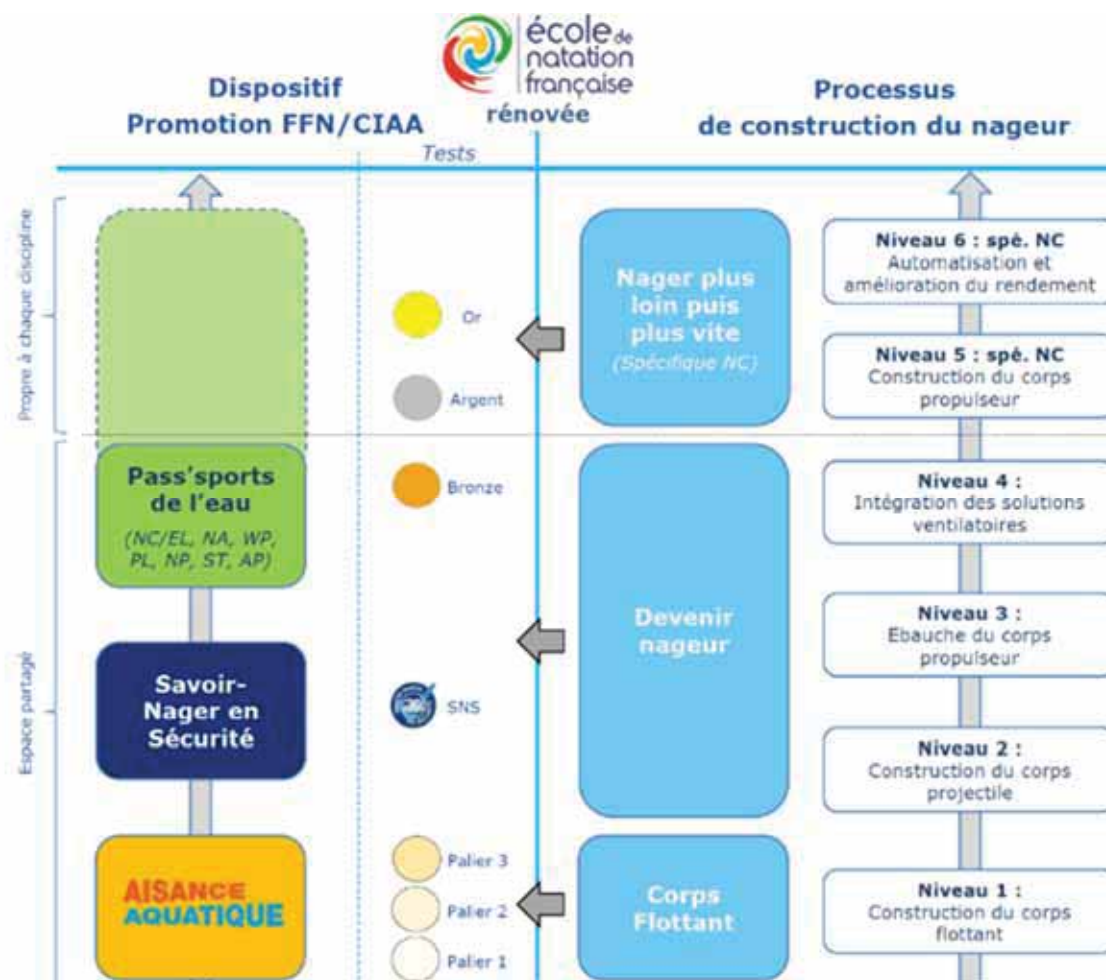 école de
natation
française
rénovée
Dispositif
Promotion FFN/CIAA
Tests
Processus
de construction du nageur
Propre à chaque discipline
Espace partagé
Pass'sports
de l'eau
(NC/EL, NA, WP,
PL, NP, ST, AP)
Savoir-
Nager en
Sécurité
AISANCE
AQUATIQUE
Or
Argent
Bronze
SNS
Palier 3
Palier 2
Palier 1
Nager plus
loin puis
plus vite
(Spécifique NC)
Devenir
nageur
Corps
Flottant
Niveau 6 : spé. NC
Automatisation et
amélioration du rendement
Niveau 5 : spé. NC
Construction du corps
propulseur
Niveau 4 :
Intégration des solutions
ventilatoires
Niveau 3 :
Ebauche du corps
propulseur
Niveau 2 :
Construction du corps
projectile
Niveau 1 :
Construction du corps
flottant